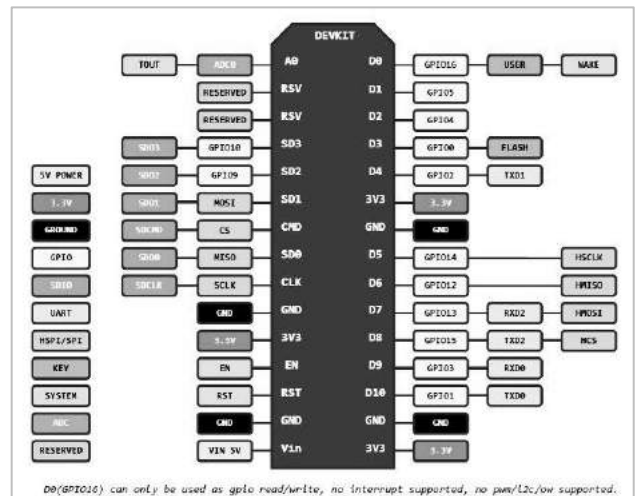 DEVKIT
TOUT ADC0 A0 D0 GPIO16 USER WAKE
RESERVED RSV D1 GPIO5
RESERVED RSV D2 GPIO4
SDD3 GPIO10 SD3 D3 GPIO0 FLASH
5V POWER SDD2 GPIO9 SD2 D4 GPIO2 TXD1
3.3V SDD1 MOSI SD1 3V3 3.3V
GROUND SDCMD CS CMD GND GND
GPIO SDD0 MISO SD0 D5 GPIO14 HSCLK
SDIO SDCLK SCLK CLK D6 GPIO12 HMISO
UART GND GND D7 GPIO13 RXD2 HMOSI
HSPI/SPI 3.3V 3V3 D8 GPIO15 TXD2 HCS
KEY EN EN D9 GPIO3 RXD0
SYSTEM RST RST D10 GPIO1 TXD0
ADC GND GND GND GND
RESERVED VIN 5V Vin 3V3 3.3V
D0(GPIO16) can only be used as gpio read/write, no interrupt supported, no pwm/i2c/ow supported.